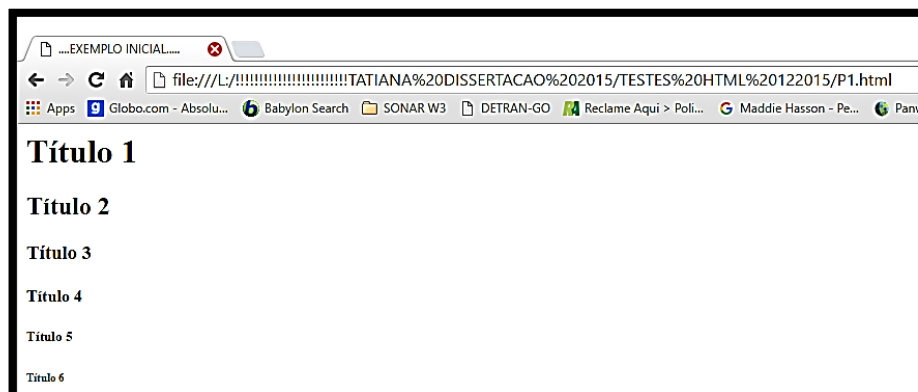 ....EXEMPLO INICIAL.....
file:///L:/!!!!!!!!!!!!!!!!!!!!!!!!TATIANA%20DISSERTACAO%202015/TESTES%20HTML%20122015/P1.html
Apps Globo.com - Absolu... Babylon Search SONAR W3 DETRAN-GO Reclame Aqui > Poli... Maddie Hasson - Pe... Panv
Título 1
Título 2
Título 3
Título 4
Título 5
Título 6